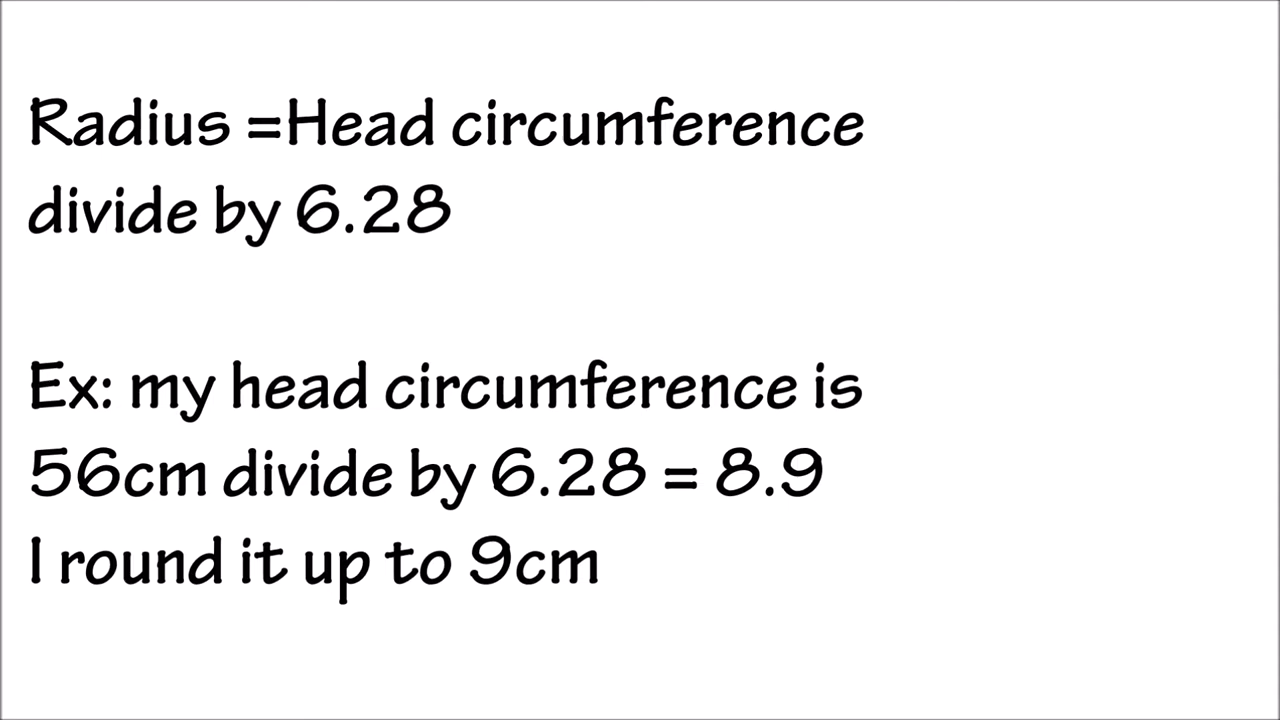 Radius =Head circumference
divide by 6.28
Ex: my head circumference is
56cm divide by 6.28 = 8.9
I round it up to 9cm